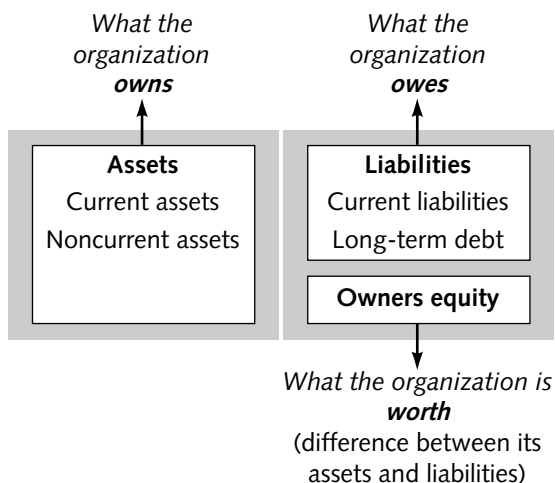 What the
organization
owns
Assets
Current assets
Noncurrent assets
What the
organization
owes
Liabilities
Current liabilities
Long-term debt
Owners equity
What the organization is
worth
(difference between its
assets and liabilities)